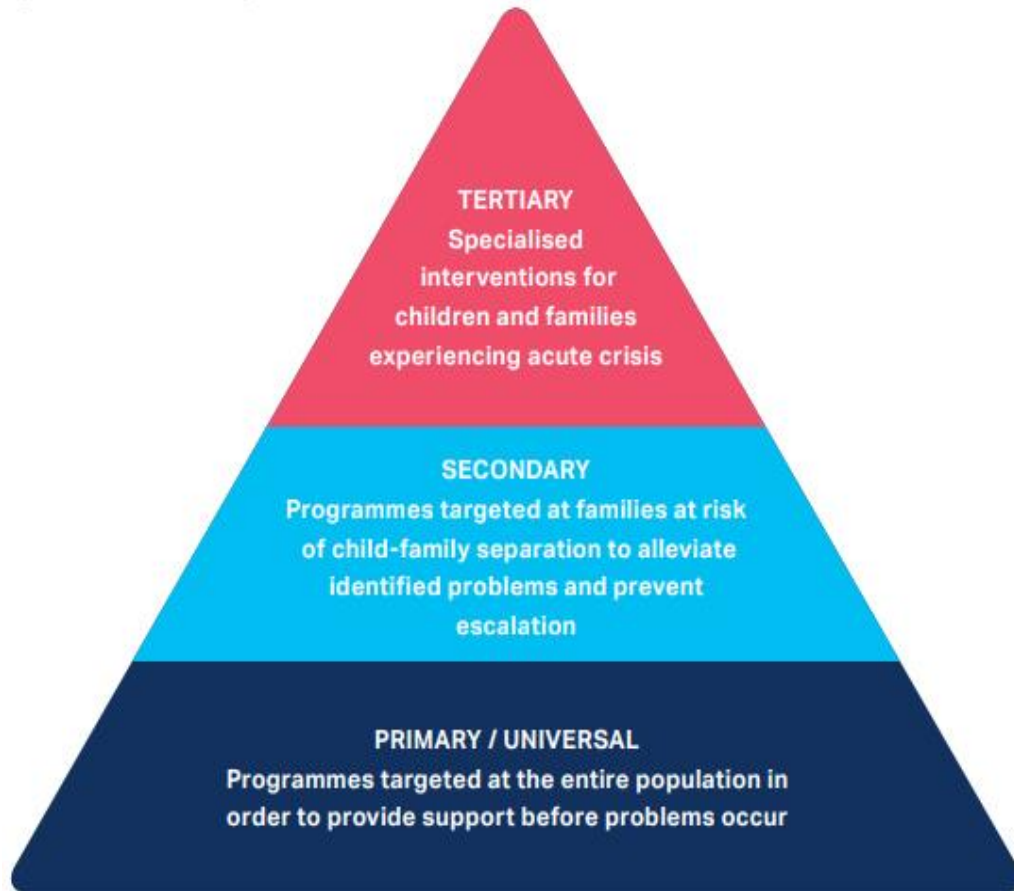 TERTIARY
Specialised
interventions for
children and families
experiencing acute crisis
SECONDARY
Programmes targeted at families at risk
of child-family separation to alleviate
identified problems and prevent
escalation
PRIMARY / UNIVERSAL
Programmes targeted at the entire population in
order to provide support before problems occur